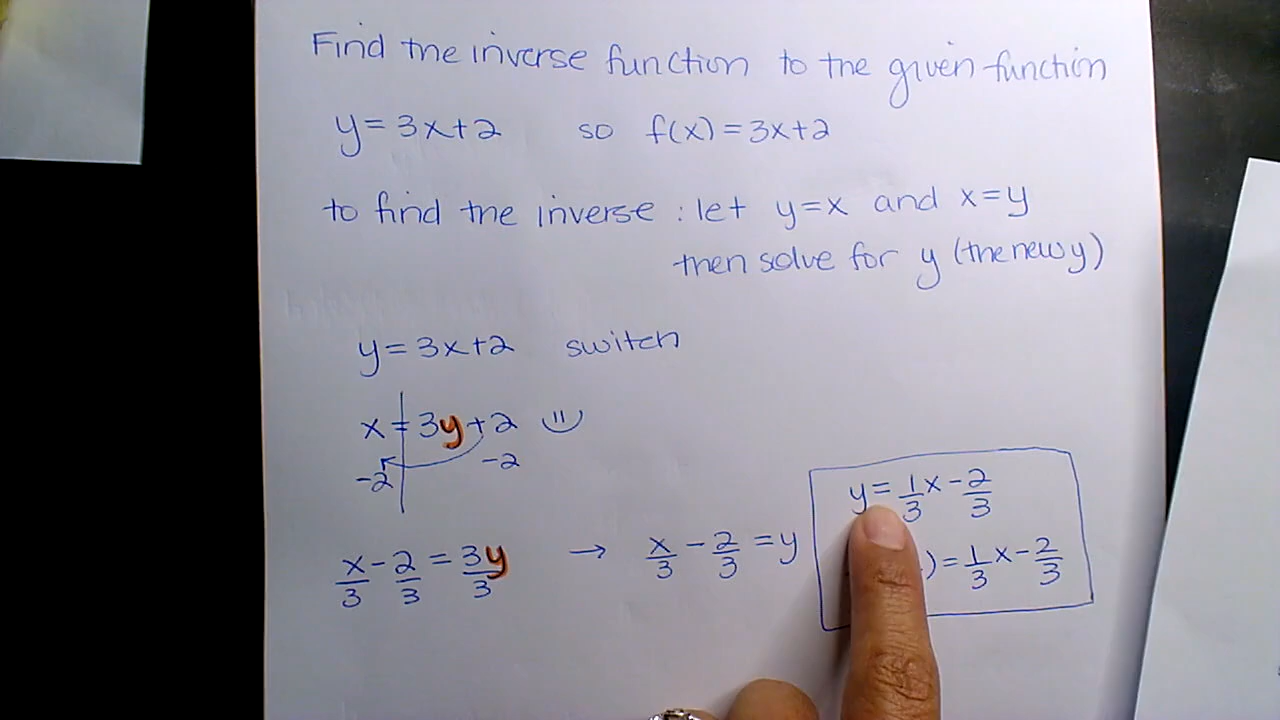 Find the inverse function to the given function
y = 3x+2 so f(x) = 3x+2
to find the inverse : let y=x and x=y
then solve for y (the new y)
y = 3x+2 switch
x = 3y+2
-2 -2
x/3 - 2/3 = 3y/3 → x/3 - 2/3 = y
y = 1/3 x - 2/3
) = 1/3 x - 2/3